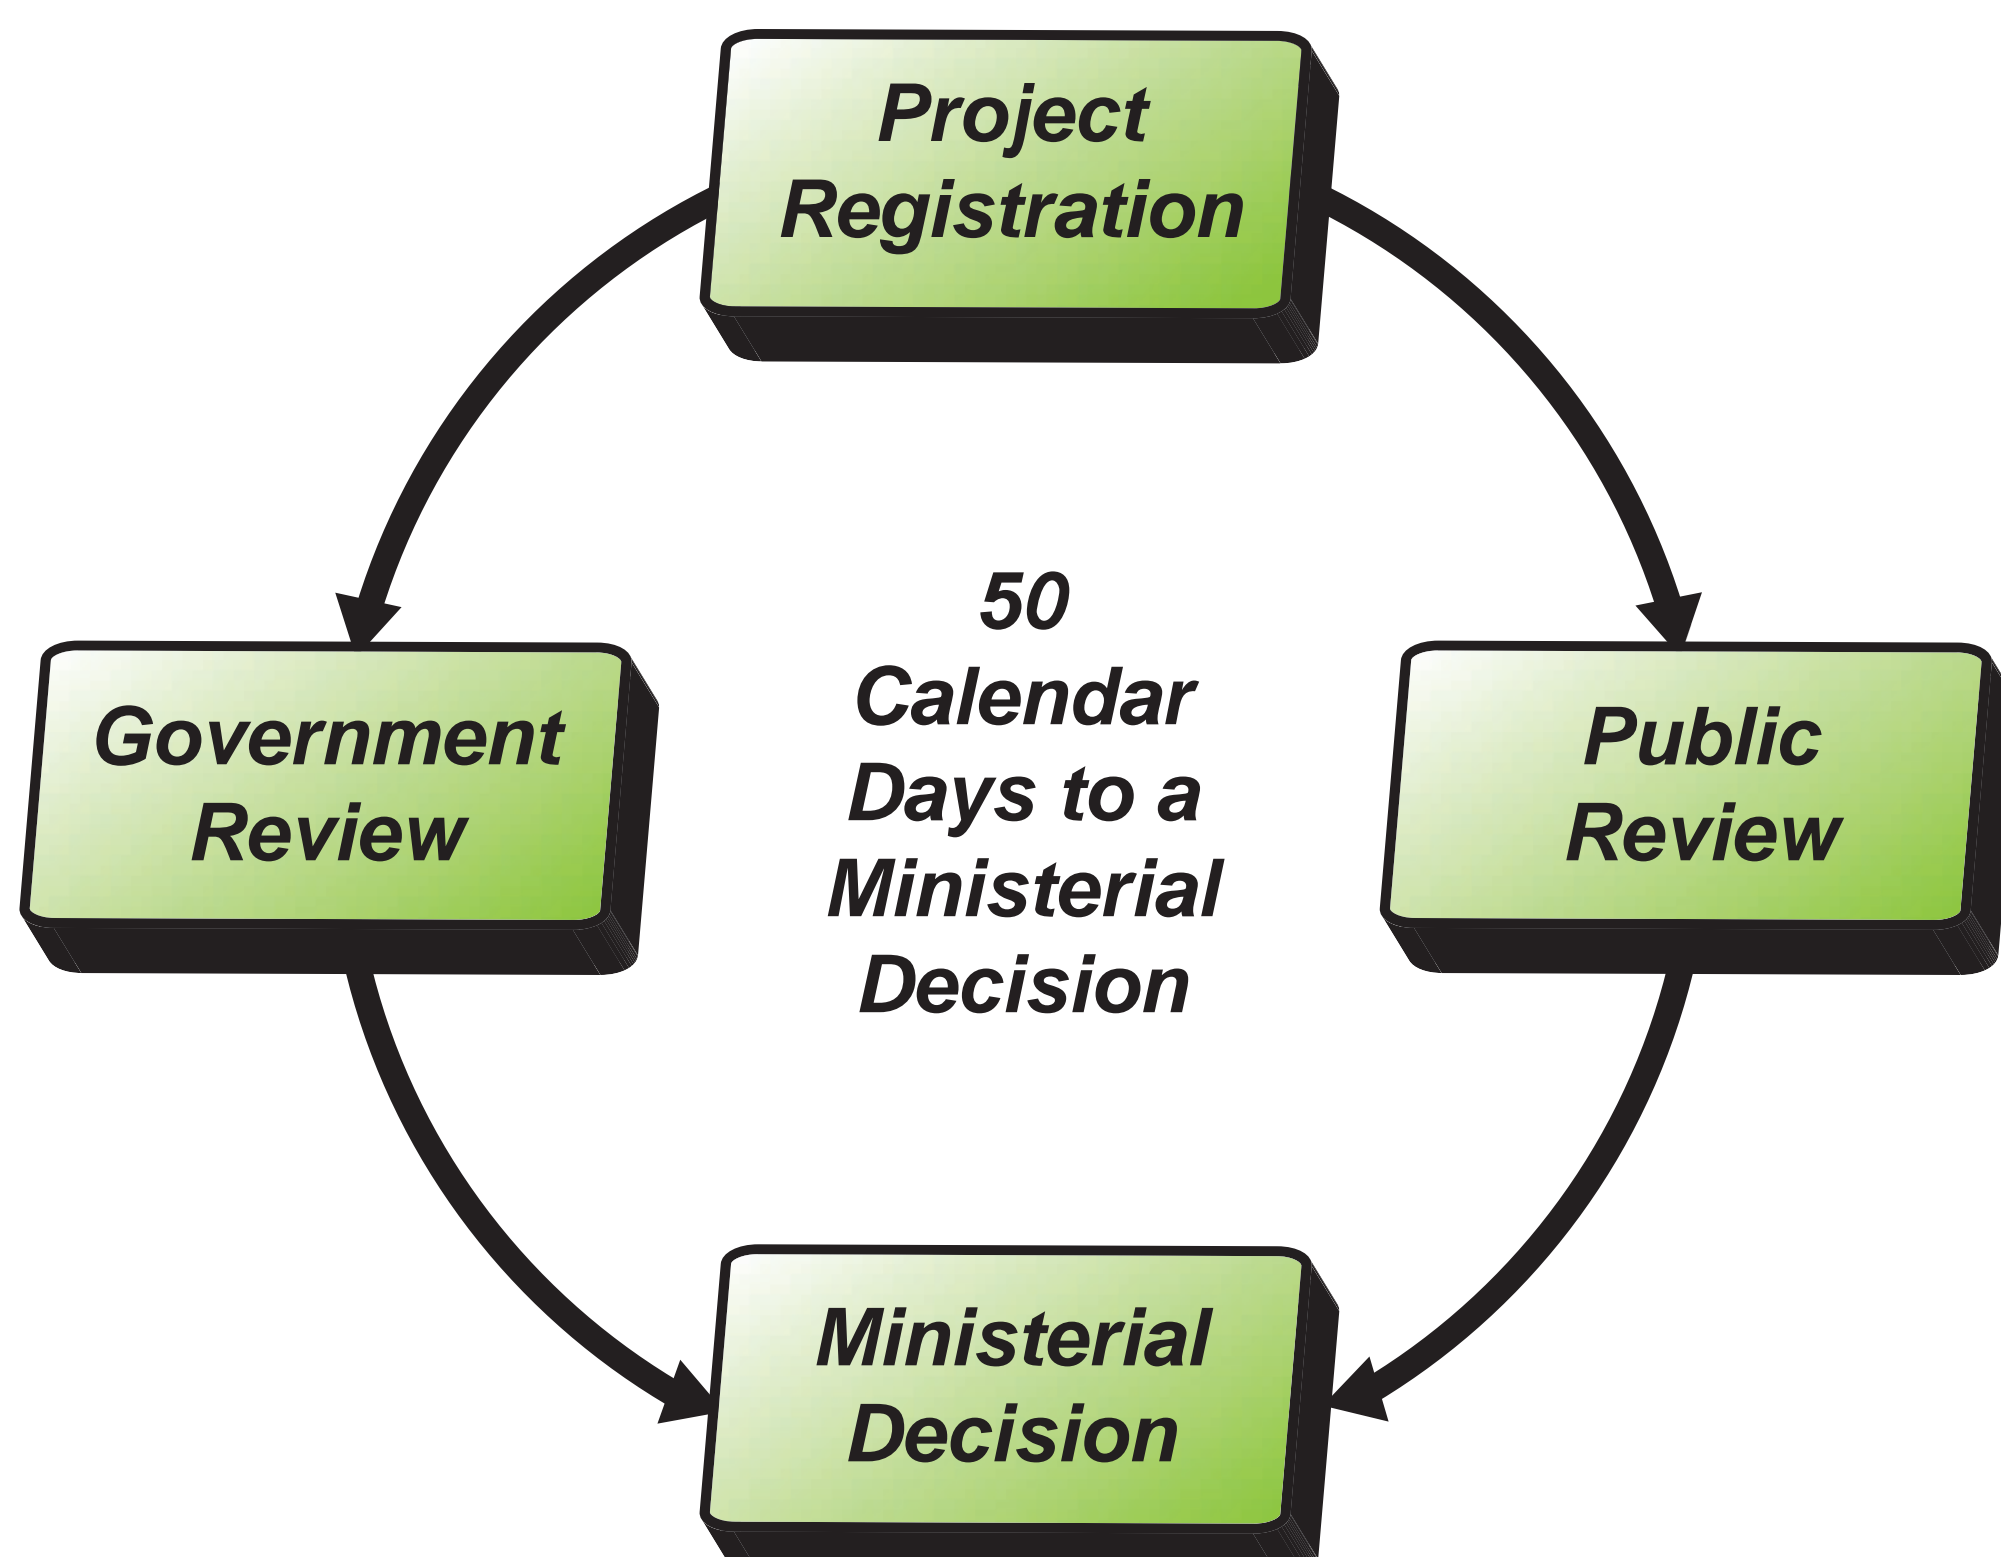 Project
Registration
Government
Review
50
Calendar
Days to a
Ministerial
Decision
Public
Review
Ministerial
Decision